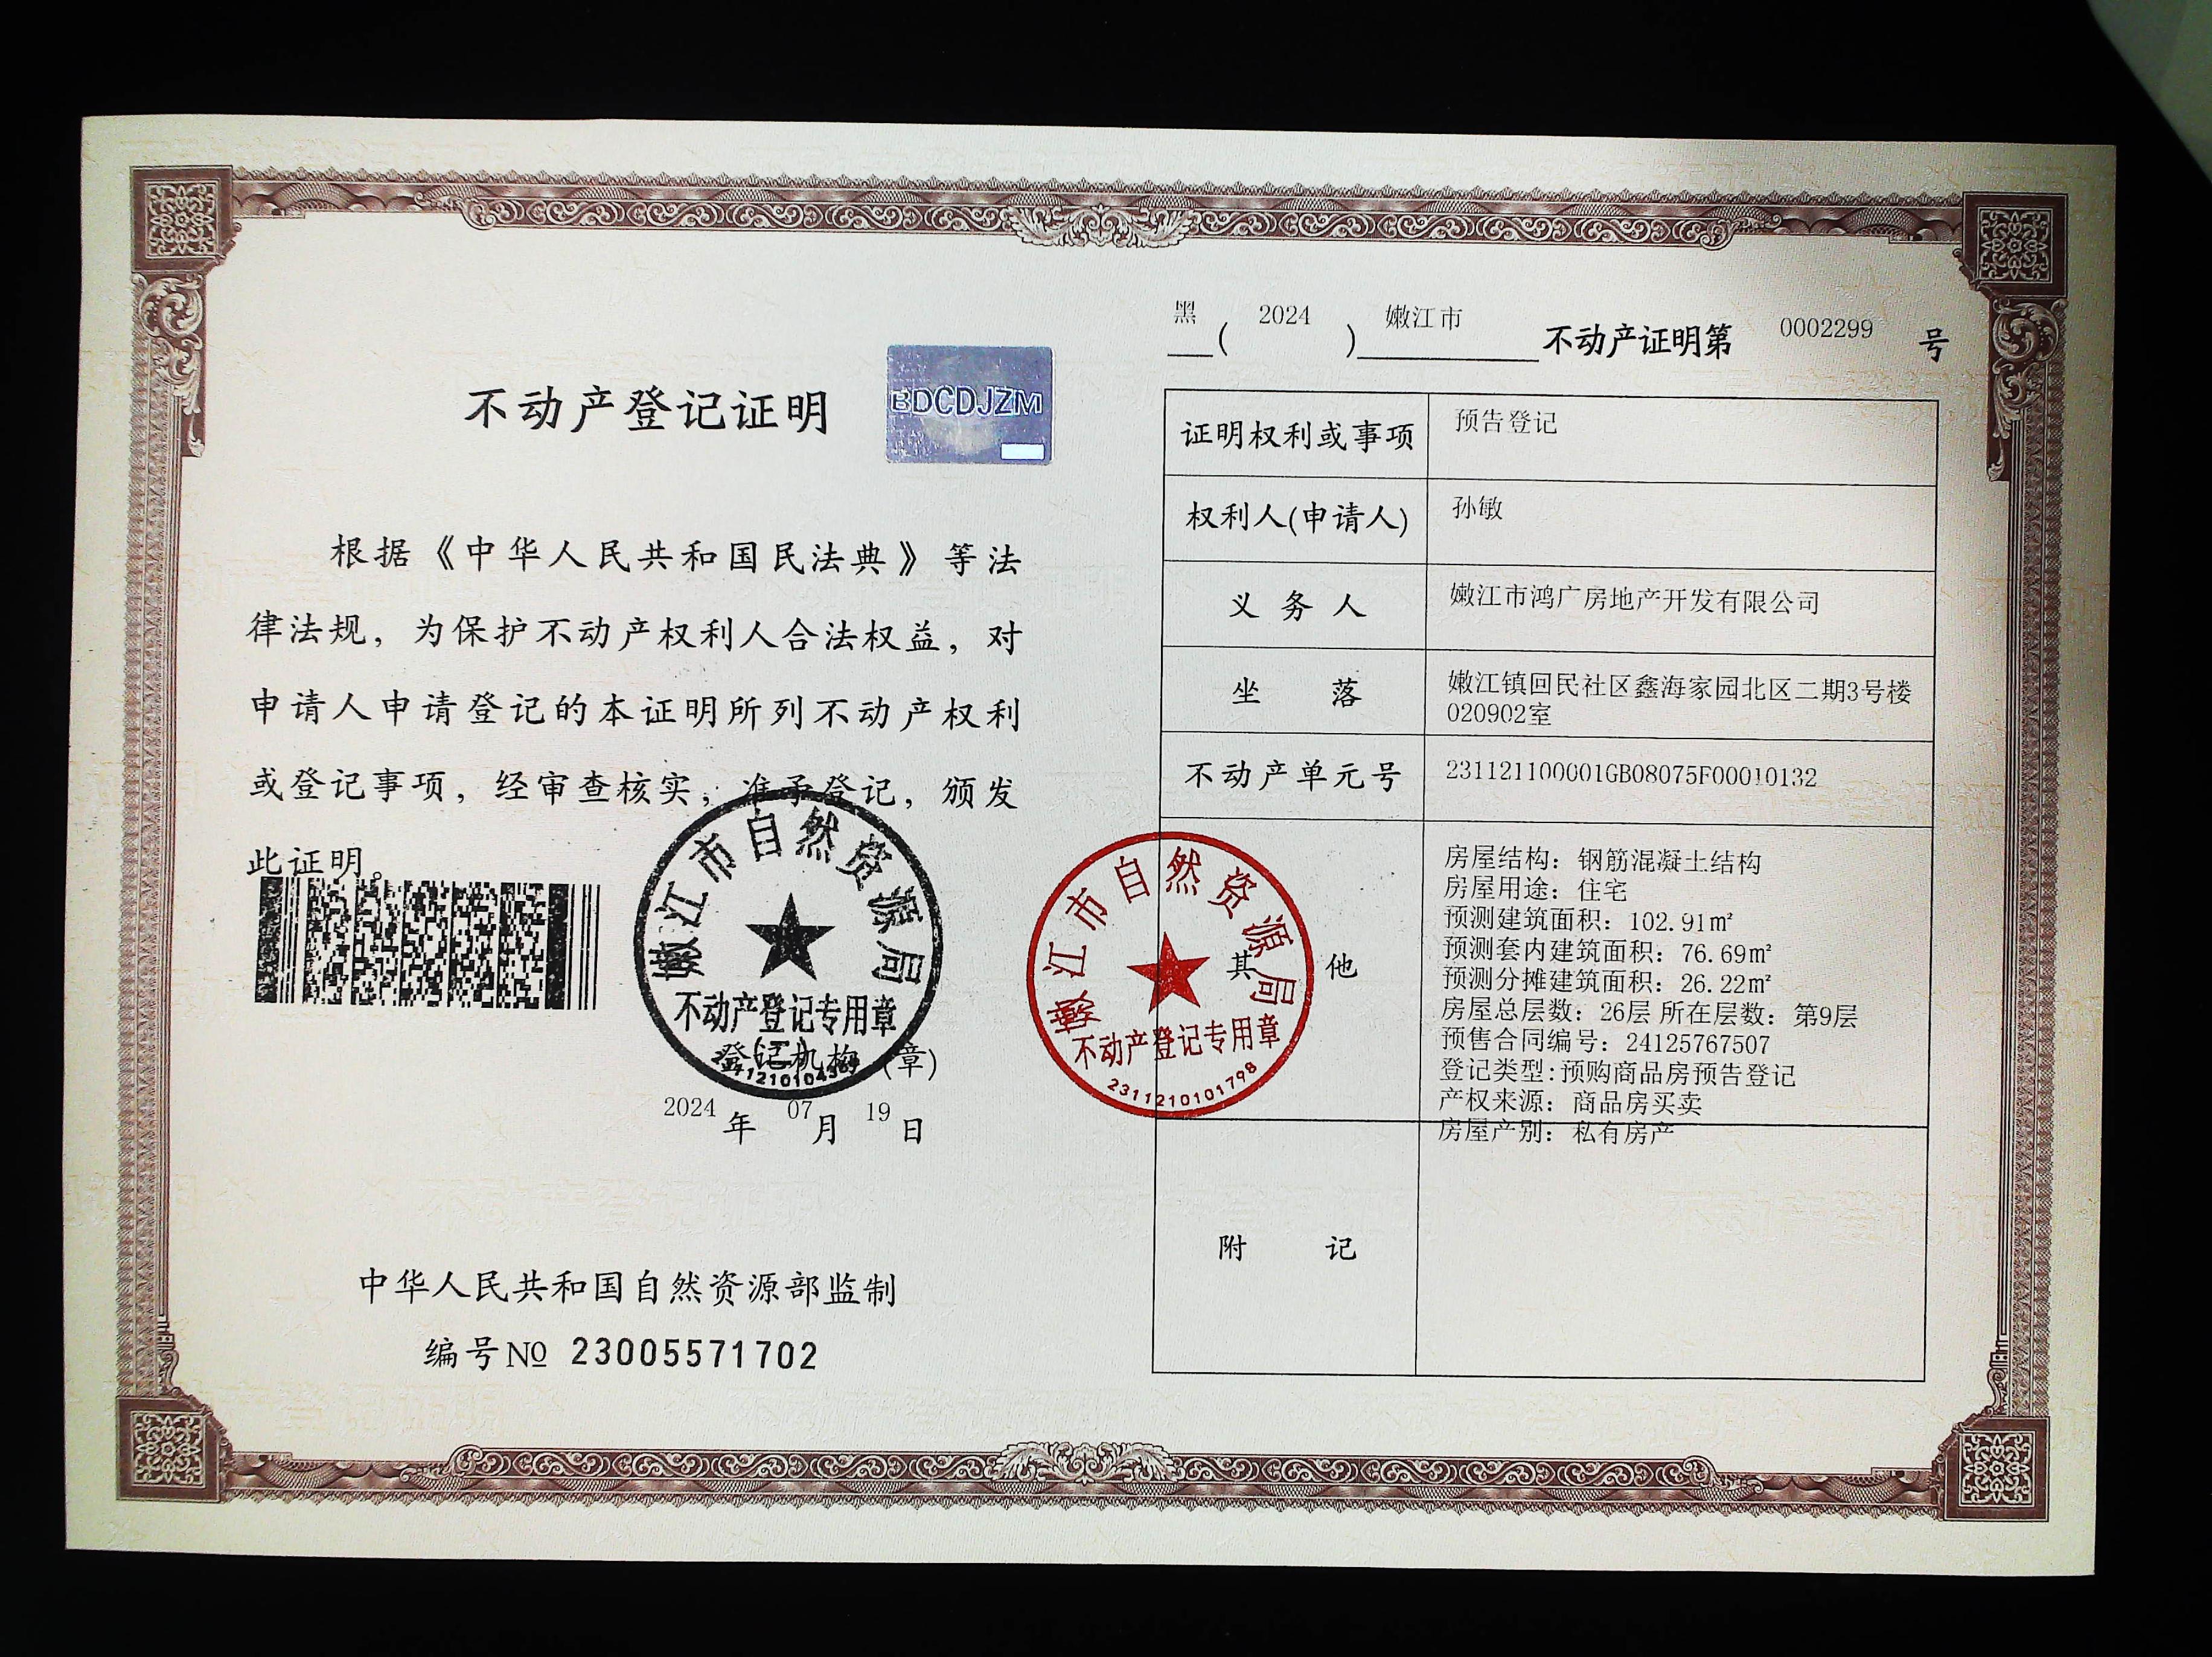 不动产登记证明
BDCDJZM
根据《中华人民共和国民法典》等法
律法规，为保护不动产权利人合法权益，对
申请人申请登记的本证明所列不动产权利
或登记事项，经审查核实，准予登记，颁发
此证明。
嫩江市自然资源局
不动产登记专用章
登记机构 (章)
2024年07月19日
中华人民共和国自然资源部监制
编号№ 23005571702
黑(2024)嫩江市不动产证明第0002299号
证明权利或事项 预告登记
权利人(申请人) 孙敏
义务人 嫩江市鸿广房地产开发有限公司
坐落 嫩江镇回民社区鑫海家园北区二期3号楼
020902室
不动产单元号 231121100001GB08075F00010132
其他
房屋结构：钢筋混凝土结构
房屋用途：住宅
预测建筑面积：102.91㎡
预测套内建筑面积：76.69㎡
预测分摊建筑面积：26.22㎡
房屋总层数：26层 所在层数：第9层
预售合同编号：24125767507
登记类型:预购商品房预告登记
产权来源：商品房买卖
房屋产别：私有房产
嫩江市自然资源局
不动产登记专用章
2311210101798
附记